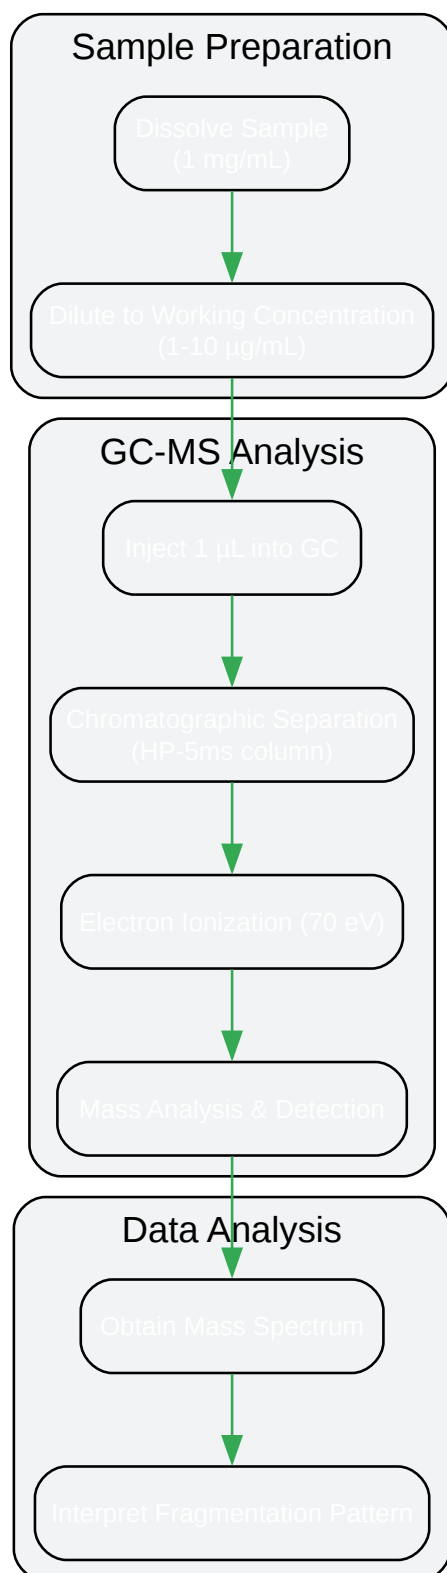 Sample Preparation
Dissolve Sample
(1 mg/mL)
Dilute to Working Concentration
(1-10 µg/mL)
GC-MS Analysis
Inject 1 µL into GC
Chromatographic Separation
(HP-5ms column)
Electron Ionization (70 eV)
Mass Analysis & Detection
Data Analysis
Obtain Mass Spectrum
Interpret Fragmentation Pattern